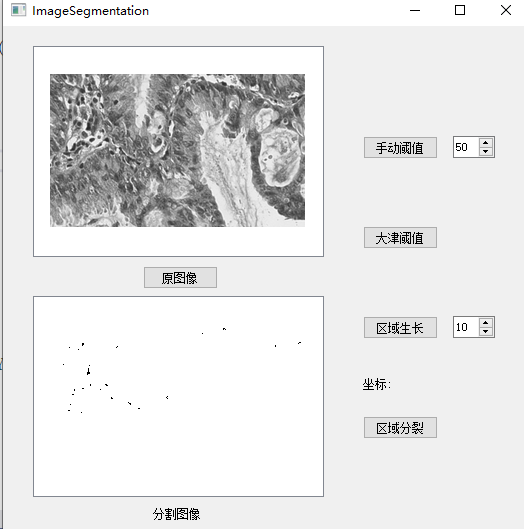 ImageSegmentation
手动阈值
50
大津阈值
原图像
区域生长
10
坐标:
区域分裂
分割图像